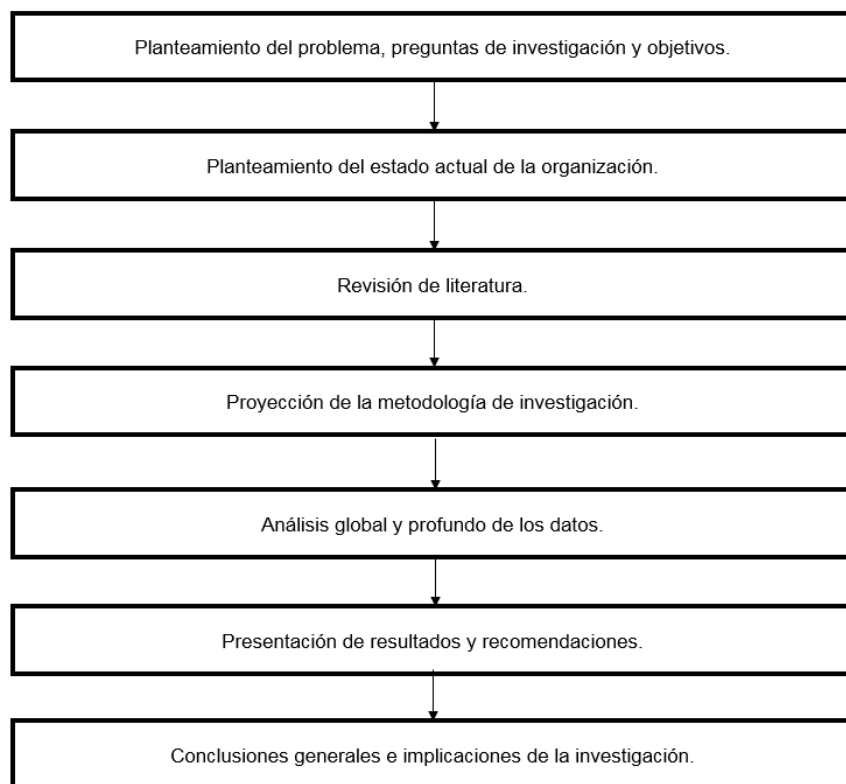 Planteamiento del problema, preguntas de investigación y objetivos.
Planteamiento del estado actual de la organización.
Revisión de literatura.
Proyección de la metodología de investigación.
Análisis global y profundo de los datos.
Presentación de resultados y recomendaciones.
Conclusiones generales e implicaciones de la investigación.